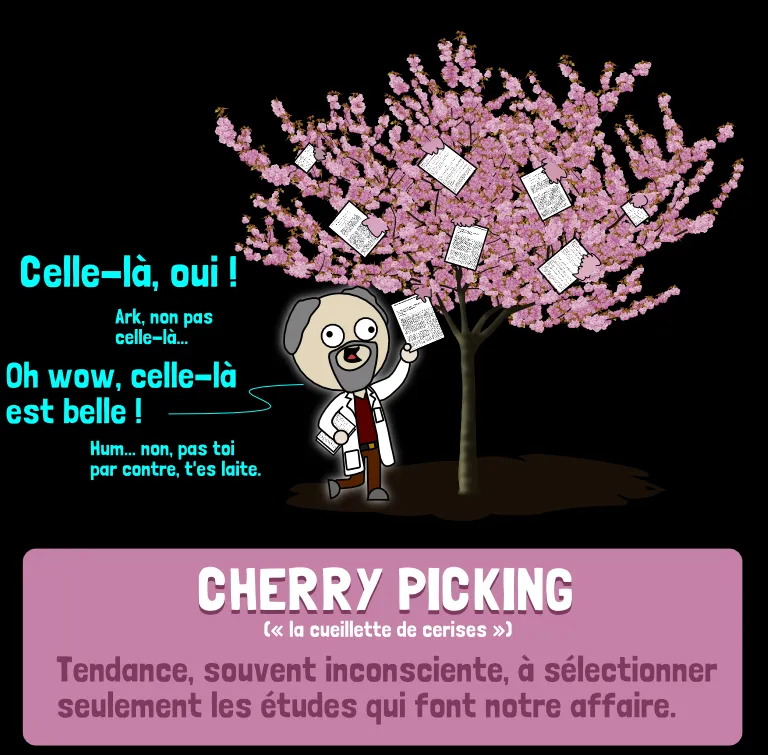 Celle-là, oui !
Ark, non pas
celle-là...
Oh wow, celle-là
est belle !
Hum... non, pas toi
par contre, t'es laite.
CHERRY PICKING
(« la cueillette de cerises »)
Tendance, souvent inconsciente, à sélectionner
seulement les études qui font notre affaire.